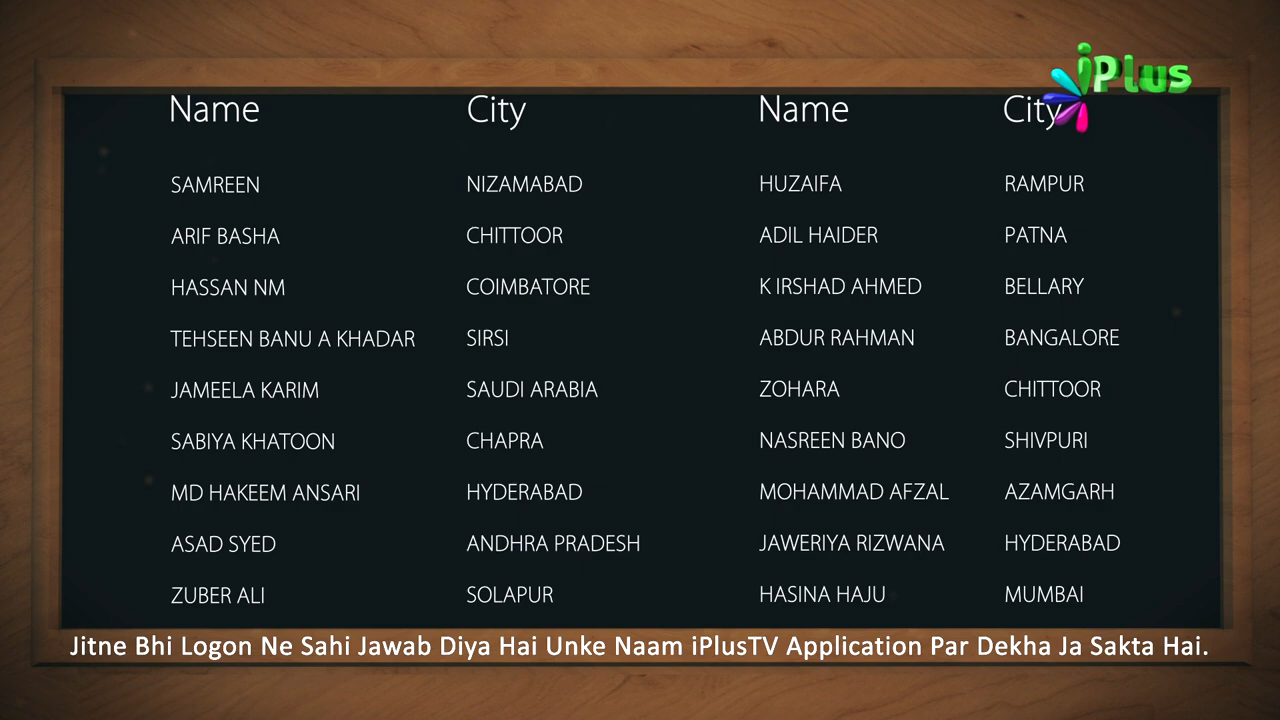 iPlus
Name City Name City
SAMREEN NIZAMABAD HUZAIFA RAMPUR
ARIF BASHA CHITTOOR ADIL HAIDER PATNA
HASSAN NM COIMBATORE K IRSHAD AHMED BELLARY
TEHSEEN BANU A KHADAR SIRSI ABDUR RAHMAN BANGALORE
JAMEELA KARIM SAUDI ARABIA ZOHARA CHITTOOR
SABIYA KHATOON CHAPRA NASREEN BANO SHIVPURI
MD HAKEEM ANSARI HYDERABAD MOHAMMAD AFZAL AZAMGARH
ASAD SYED ANDHRA PRADESH JAWERIYA RIZWANA HYDERABAD
ZUBER ALI SOLAPUR HASINA HAJU MUMBAI
Jitne Bhi Logon Ne Sahi Jawab Diya Hai Unke Naam iPlusTV Application Par Dekha Ja Sakta Hai.